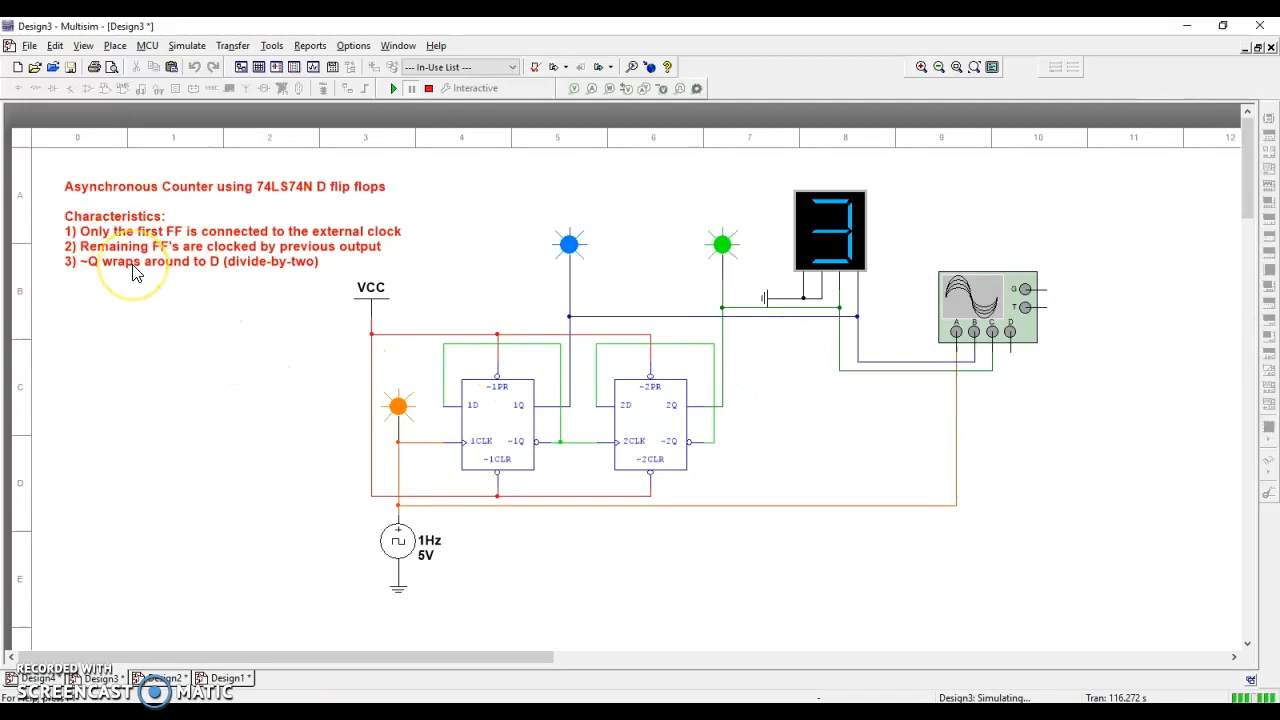 Design3 - Multisim - [Design3 *]
File Edit View Place MCU Simulate Transfer Tools Reports Options Window Help
--- In-Use List ---
Interactive
0 1 2 3 4 5 6 7 8 9 10 11 12
A
B
C
D
E
Asynchronous Counter using 74LS74N D flip flops
Characteristics:
1) Only the first FF is connected to the external clock
2) Remaining FF's are clocked by previous output
3) ~Q wraps around to D (divide-by-two)
3
VCC
G
T
A B C D
~1PR
1D 1Q
1CLK ~1Q
~1CLR
~2PR
2D 2Q
2CLK ~2Q
~2CLR
1Hz
5V
RECORDED WITH
Design4 * Design3 * Design2 * Design1 *
SCREENCAST MATIC
For Help, press
- Design3: Simulating... Tran: 116.272 s